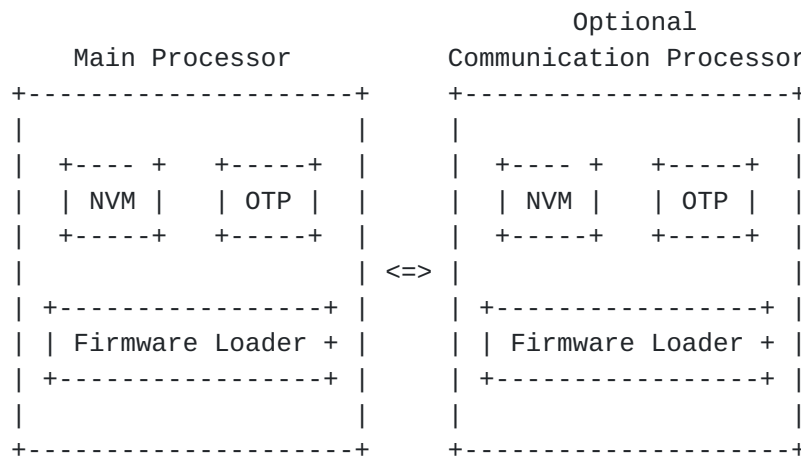 Optional
Main Processor Communication Processor
+---------------------+ +---------------------+
| | | |
| +---- + +-----+ | | +---- + +-----+ |
| | NVM | | OTP | | | | NVM | | OTP | |
| +-----+ +-----+ | | +-----+ +-----+ |
| | <=> | |
| +-----------------+ | | +-----------------+ |
| | Firmware Loader + | | | Firmware Loader + |
| +-----------------+ | | +-----------------+ |
| | | |
+---------------------+ +---------------------+